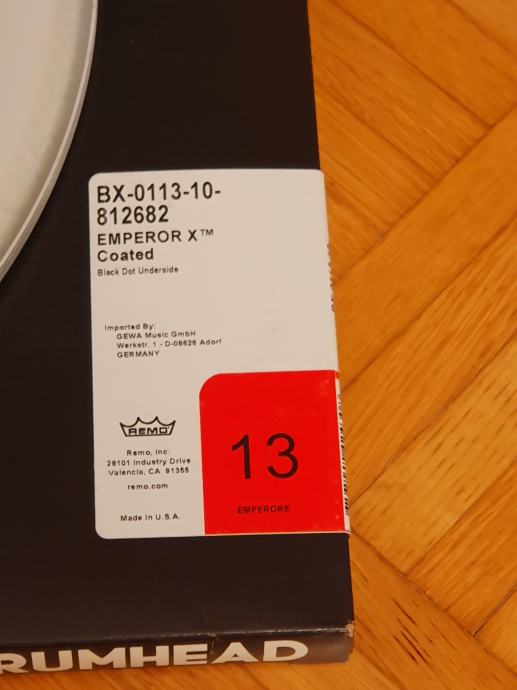 BX-0113-10-
812682
EMPEROR X™
Coated
Black Dot Underside
Imported By:
GEWA Music GmbH
Werkstr. 1 - D-08626 Adorf
GERMANY
REMO
Remo, Inc.
28101 Industry Drive
Valencia, CA 91355
remo.com
Made In U.S.A.
13
EMPEROR®
RUMHEAD